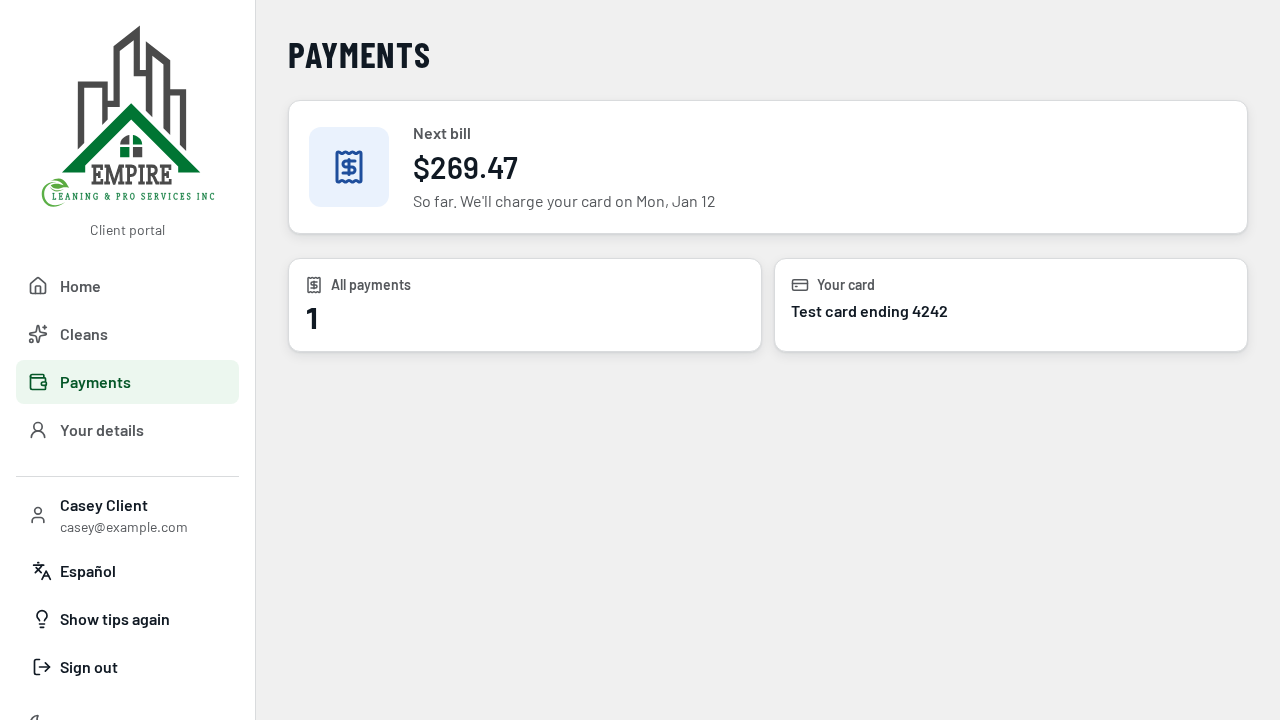 EMPIRE
LEANING & PRO SERVICES INC
Client portal
Home
Cleans
Payments
Your details
Casey Client
casey@example.com
Español
Show tips again
Sign out
PAYMENTS
Next bill
$269.47
So far. We'll charge your card on Mon, Jan 12
All payments
1
Your card
Test card ending 4242